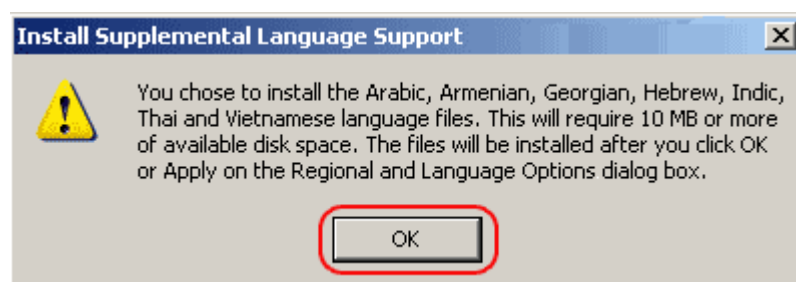 Install Supplemental Language Support
You chose to install the Arabic, Armenian, Georgian, Hebrew, Indic,
Thai and Vietnamese language files. This will require 10 MB or more
of available disk space. The files will be installed after you click OK
or Apply on the Regional and Language Options dialog box.
OK